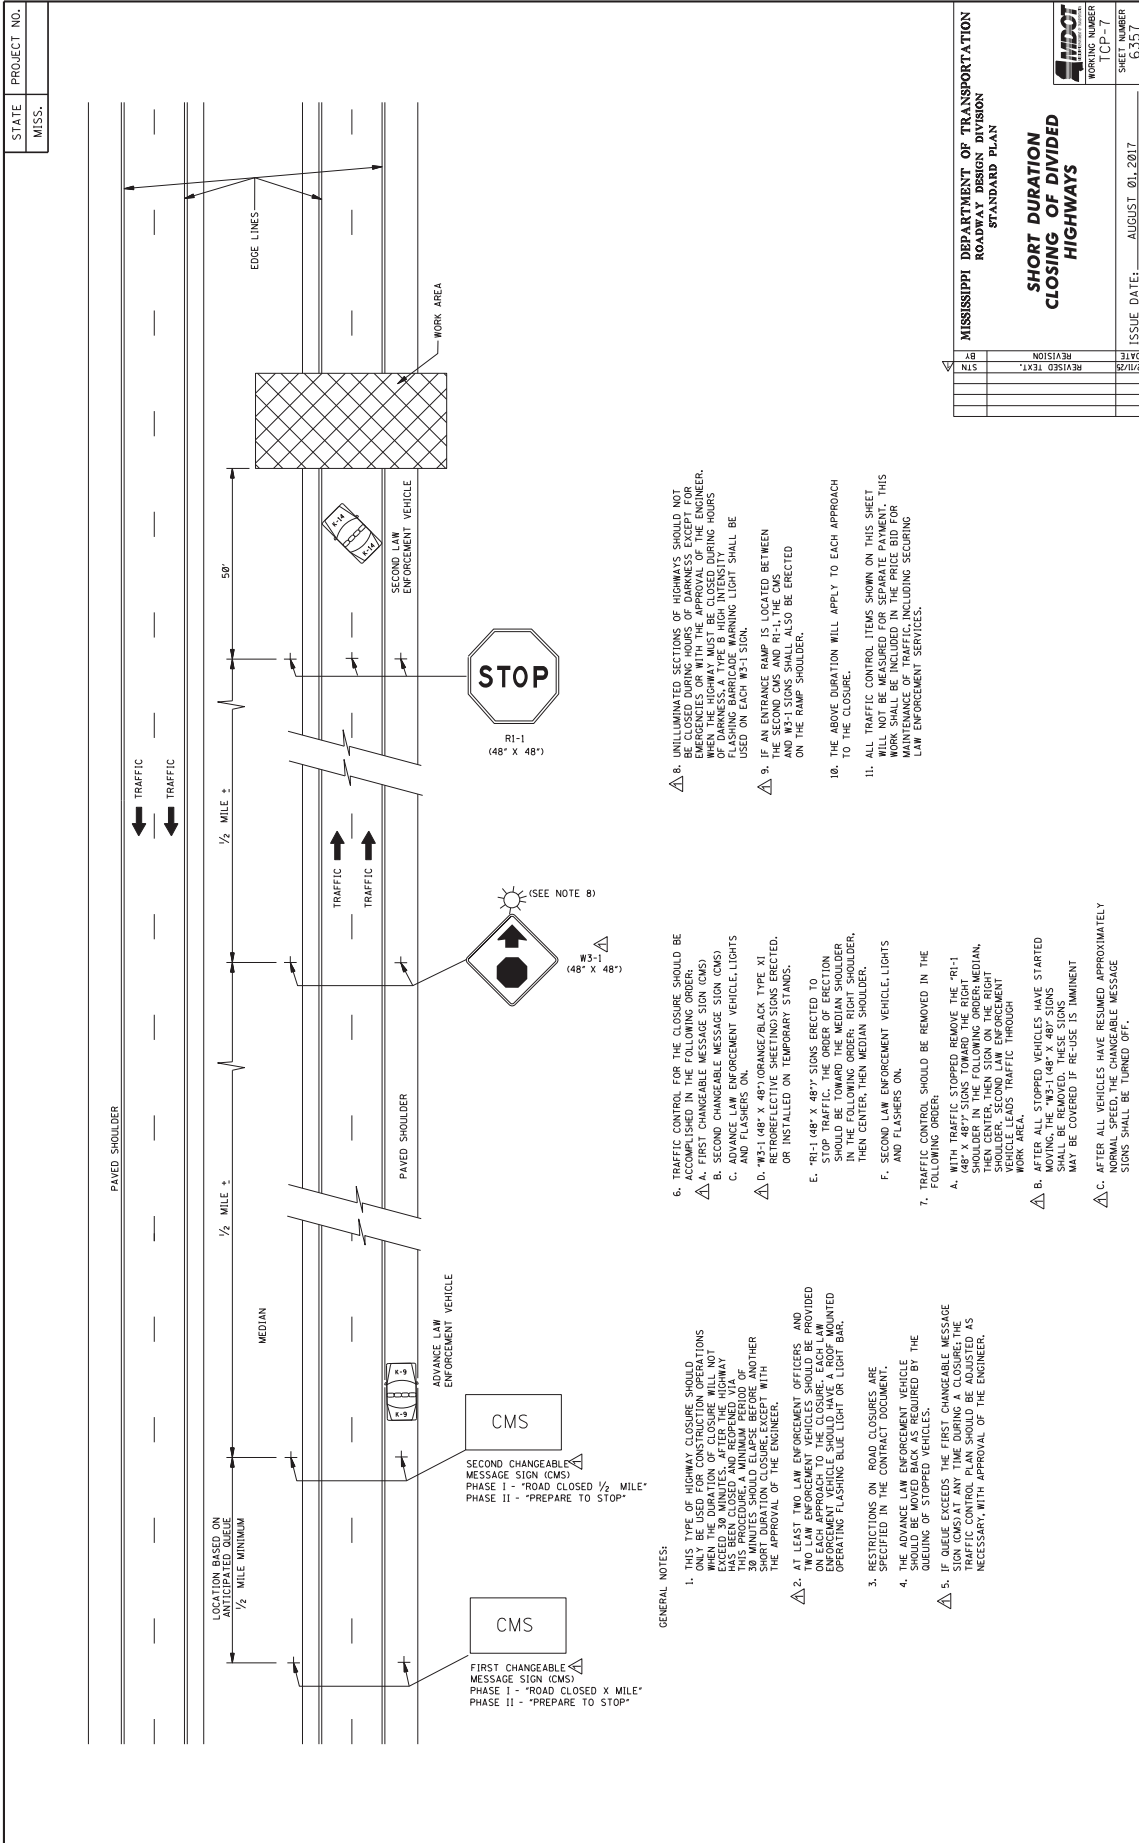 STATE
PROJECT NO.
MISS.
PAVED SHOULDER
TRAFFIC
TRAFFIC
EDGE LINES
LOCATION BASED ON
ANTICIPATED QUEUE
1/2 MILE MINIMUM
1/2 MILE ±
1/2 MILE ±
50'
MEDIAN
TRAFFIC
TRAFFIC
PAVED SHOULDER
K-9
K-9
K-14
K-14
ADVANCE LAW
ENFORCEMENT VEHICLE
SECOND LAW
ENFORCEMENT VEHICLE
WORK AREA
CMS
FIRST CHANGEABLE
MESSAGE SIGN (CMS)
PHASE I - "ROAD CLOSED X MILE"
PHASE II - "PREPARE TO STOP"
CMS
SECOND CHANGEABLE
MESSAGE SIGN (CMS)
PHASE I - "ROAD CLOSED 1/2 MILE"
PHASE II - "PREPARE TO STOP"
(SEE NOTE 8)
W3-1
(48" X 48")
STOP
R1-1
(48" X 48")
GENERAL NOTES:
1. THIS TYPE OF HIGHWAY CLOSURE SHOULD
ONLY BE USED FOR CONSTRUCTION OPERATIONS
WHEN THE DURATION OF CLOSURE WILL NOT
EXCEED 30 MINUTES. AFTER THE HIGHWAY
HAS BEEN CLOSED AND REOPENED VIA
THIS PROCEDURE, A MINIMUM PERIOD OF
30 MINUTES SHOULD ELAPSE BEFORE ANOTHER
SHORT DURATION CLOSURE, EXCEPT WITH
THE APPROVAL OF THE ENGINEER.
2. AT LEAST TWO LAW ENFORCEMENT OFFICERS AND
TWO LAW ENFORCEMENT VEHICLES SHOULD BE PROVIDED
ON EACH APPROACH TO THE CLOSURE. EACH LAW
ENFORCEMENT VEHICLE SHOULD HAVE A ROOF MOUNTED
OPERATING FLASHING BLUE LIGHT OR LIGHT BAR.
3. RESTRICTIONS ON ROAD CLOSURES ARE
SPECIFIED IN THE CONTRACT DOCUMENT.
4. THE ADVANCE LAW ENFORCEMENT VEHICLE
SHOULD BE MOVED BACK AS REQUIRED BY THE
QUEUING OF STOPPED VEHICLES.
5. IF QUEUE EXCEEDS THE FIRST CHANGEABLE MESSAGE
SIGN (CMS) AT ANY TIME DURING A CLOSURE; THE
TRAFFIC CONTROL PLAN SHOULD BE ADJUSTED AS
NECESSARY, WITH APPROVAL OF THE ENGINEER.
6. TRAFFIC CONTROL FOR THE CLOSURE SHOULD BE
ACCOMPLISHED IN THE FOLLOWING ORDER:
A. FIRST CHANGEABLE MESSAGE SIGN (CMS)
B. SECOND CHANGEABLE MESSAGE SIGN (CMS)
C. ADVANCE LAW ENFORCEMENT VEHICLE, LIGHTS
AND FLASHERS ON.
D. "W3-1 (48" X 48") (ORANGE/BLACK TYPE XI
RETROREFLECTIVE SHEETING) SIGNS ERECTED.
OR INSTALLED ON TEMPORARY STANDS.
E. "R1-1 (48" X 48")" SIGNS ERECTED TO
STOP TRAFFIC. THE ORDER OF ERECTION
SHOULD BE TOWARD THE MEDIAN SHOULDER
IN THE FOLLOWING ORDER: RIGHT SHOULDER,
THEN CENTER, THEN MEDIAN SHOULDER.
F. SECOND LAW ENFORCEMENT VEHICLE, LIGHTS
AND FLASHERS ON.
7. TRAFFIC CONTROL SHOULD BE REMOVED IN THE
FOLLOWING ORDER:
A. WITH TRAFFIC STOPPED REMOVE THE "R1-1
(48" X 48")" SIGNS TOWARD THE RIGHT
SHOULDER IN THE FOLLOWING ORDER: MEDIAN,
THEN CENTER, THEN SIGN ON THE RIGHT
SHOULDER. SECOND LAW ENFORCEMENT
VEHICLE LEADS TRAFFIC THROUGH
WORK AREA.
B. AFTER ALL STOPPED VEHICLES HAVE STARTED
MOVING, THE "W3-1 (48" X 48")" SIGNS
SHALL BE REMOVED. THESE SIGNS
MAY BE COVERED IF RE-USE IS IMMINENT
C. AFTER ALL VEHICLES HAVE RESUMED APPROXIMATELY
NORMAL SPEED, THE CHANGEABLE MESSAGE
SIGNS SHALL BE TURNED OFF.
8. UNILLUMINATED SECTIONS OF HIGHWAYS SHOULD NOT
BE CLOSED DURING HOURS OF DARKNESS EXCEPT FOR
EMERGENCIES OR WITH THE APPROVAL OF THE ENGINEER.
WHEN THE HIGHWAY MUST BE CLOSED DURING HOURS
OF DARKNESS, A TYPE B HIGH INTENSITY
FLASHING BARRICADE WARNING LIGHT SHALL BE
USED ON EACH W3-1 SIGN.
9. IF AN ENTRANCE RAMP IS LOCATED BETWEEN
THE SECOND CMS AND R1-1, THE CMS
AND W3-1 SIGNS SHALL ALSO BE ERECTED
ON THE RAMP SHOULDER.
10. THE ABOVE DURATION WILL APPLY TO EACH APPROACH
TO THE CLOSURE.
11. ALL TRAFFIC CONTROL ITEMS SHOWN ON THIS SHEET
WILL NOT BE MEASURED FOR SEPARATE PAYMENT. THIS
WORK SHALL BE INCLUDED IN THE PRICE BID FOR
MAINTENANCE OF TRAFFIC, INCLUDING SECURING
LAW ENFORCEMENT SERVICES.
STN
REVISED TEXT.
BY
REVISION
DATE
MISSISSIPPI DEPARTMENT OF TRANSPORTATION
ROADWAY DESIGN DIVISION
STANDARD PLAN
SHORT DURATION
CLOSING OF DIVIDED
HIGHWAYS
MDOT
WORKING NUMBER
TCP-7
SHEET NUMBER
6357
ISSUE DATE: AUGUST 01, 2017